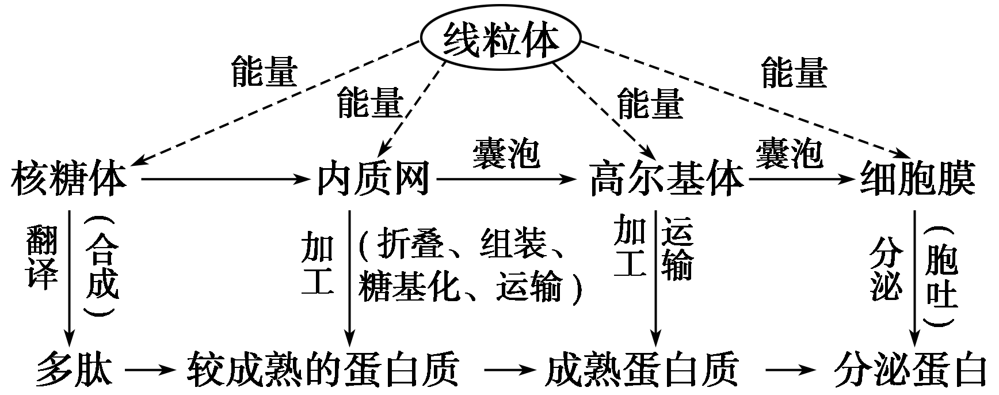 线粒体
能量
能量
能量
能量
囊泡
囊泡
核糖体
内质网
高尔基体
细胞膜
翻译
(合成)
加工
(折叠、组装、
糖基化、运输)
加工
运输
分泌
(胞吐)
多肽
较成熟的蛋白质
成熟蛋白质
分泌蛋白